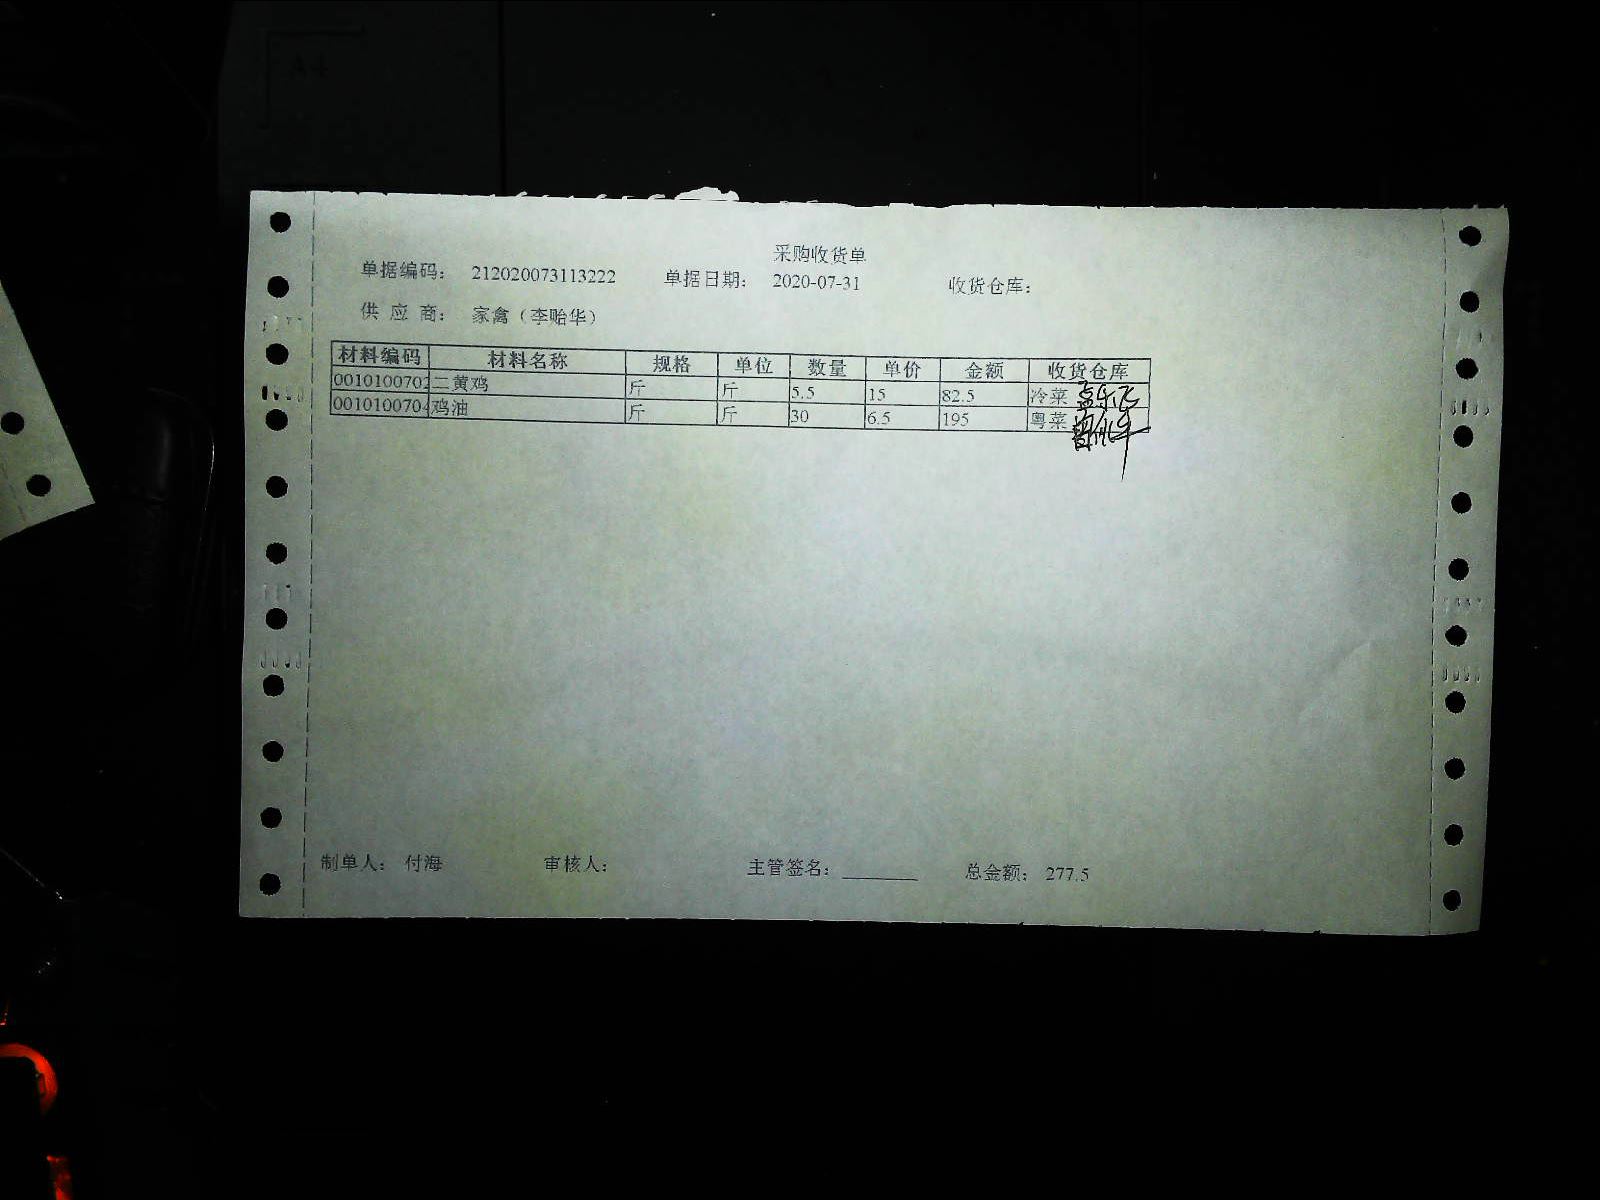 采购收货单
单据编码： 212020073113222 单据日期： 2020-07-31 收货仓库：
供 应 商： 家禽（李贻华）
材料编码 材料名称 规格 单位 数量 单价 金额 收货仓库
0010100702 二黄鸡 斤 斤 5.5 15 82.5 冷菜
0010100704 鸡油 斤 斤 30 6.5 195 粤菜
制单人： 付海 审核人： 主管签名：________ 总金额： 277.5